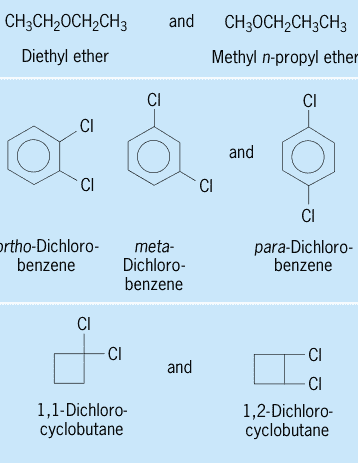 CH3CH2OCH2CH3 and CH3OCH2CH2CH3
Diethyl ether Methyl n-propyl ether
Cl Cl Cl
Cl Cl and Cl
ortho-Dichloro-
benzene
meta-
Dichloro-
benzene
para-Dichloro-
benzene
Cl
Cl and Cl
Cl
1,1-Dichloro-
cyclobutane
1,2-Dichloro-
cyclobutane